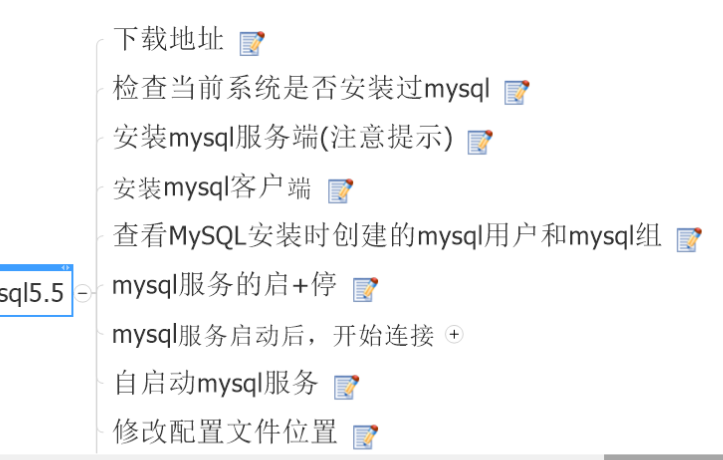 下载地址
检查当前系统是否安装过mysql
安装mysql服务端(注意提示)
安装mysql客户端
查看MySQL安装时创建的mysql用户和mysql组
sql5.5
mysql服务的启+停
mysql服务启动后，开始连接
自启动mysql服务
修改配置文件位置